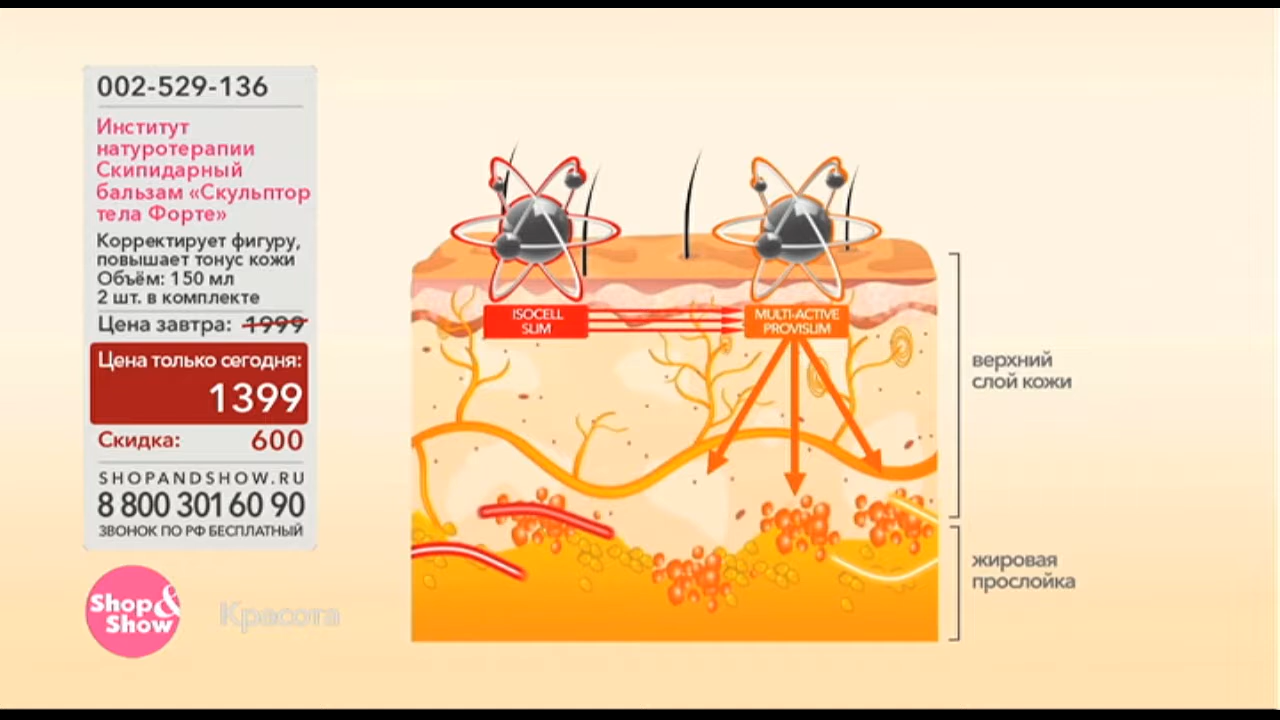 002-529-136
Институт
натуротерапии
Скипидарный
бальзам «Скульптор
тела Форте»
Корректирует фигуру,
повышает тонус кожи
Объём: 150 мл
2 шт. в комплекте
Цена завтра: 1999
Цена только сегодня:
1399
Скидка: 600
SHOPANDSHOW.RU
8 800 301 60 90
ЗВОНОК ПО РФ БЕСПЛАТНЫЙ
Shop&
Show
Красота
ISOCELL
SLIM
MULTI-ACTIVE
PROVISLIM
верхний
слой кожи
жировая
прослойка